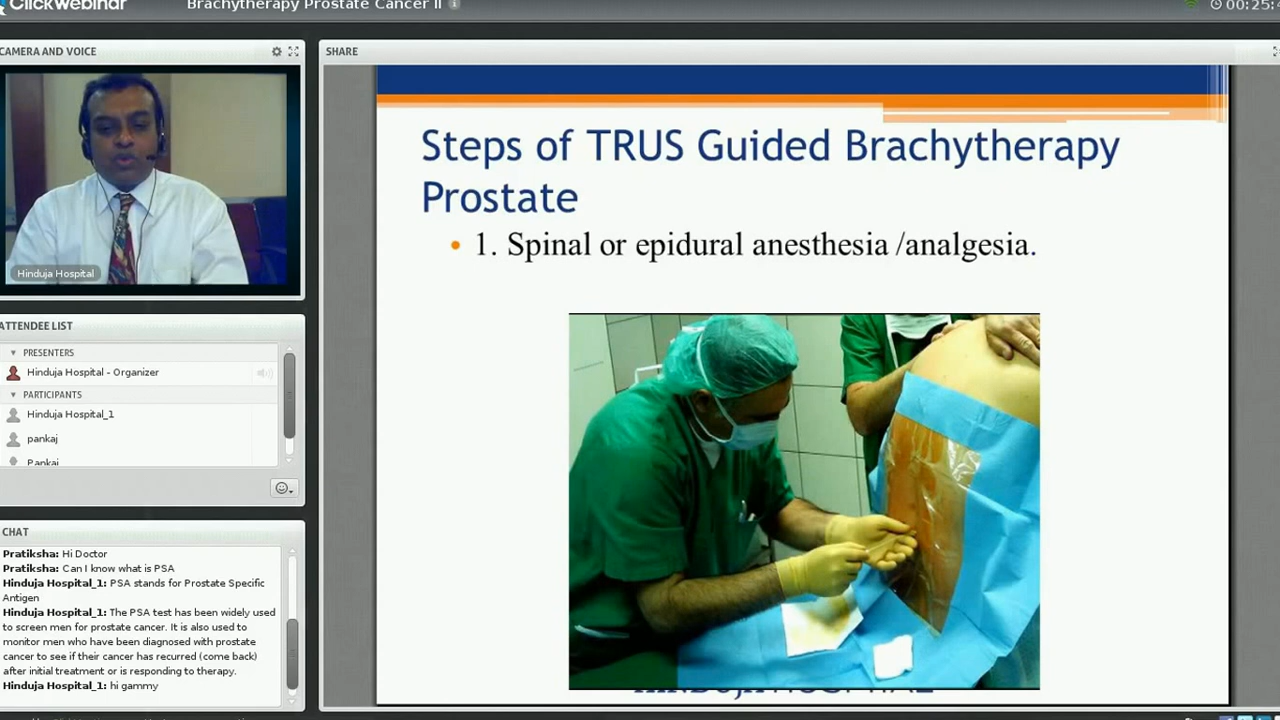 ClickWebinar
Brachytherapy Prostate Cancer II
00:25:
CAMERA AND VOICE
Hinduja Hospital
ATTENDEE LIST
PRESENTERS
Hinduja Hospital - Organizer
PARTICIPANTS
Hinduja Hospital_1
pankaj
Pankaj
CHAT
Pratiksha: Hi Doctor
Pratiksha: Can I know what is PSA
Hinduja Hospital_1: PSA stands for Prostate Specific
Antigen
Hinduja Hospital_1: The PSA test has been widely used
to screen men for prostate cancer. It is also used to
monitor men who have been diagnosed with prostate
cancer to see if their cancer has recurred (come back)
after initial treatment or is responding to therapy.
Hinduja Hospital_1: hi gammy
SHARE
Steps of TRUS Guided Brachytherapy
Prostate
• 1. Spinal or epidural anesthesia /analgesia.